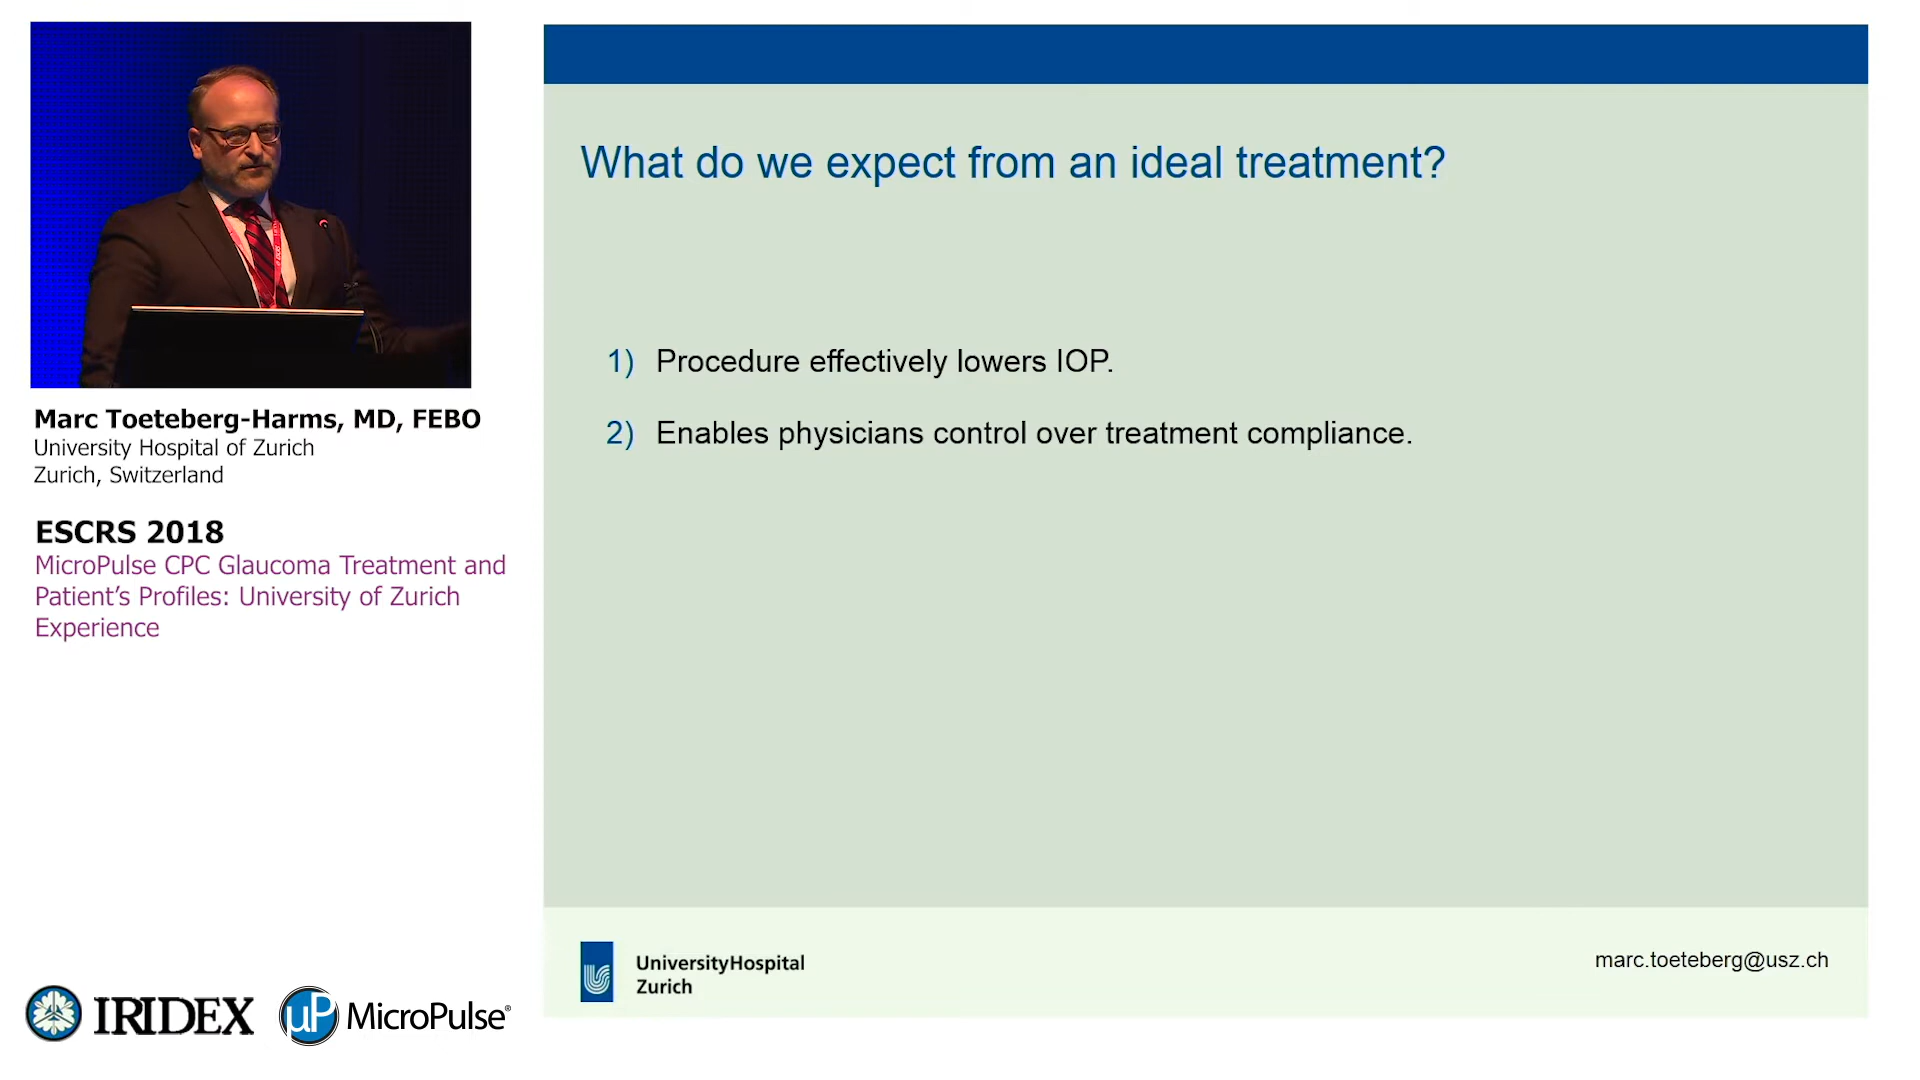 Marc Toeteberg-Harms, MD, FEBO
University Hospital of Zurich
Zurich, Switzerland
ESCRS 2018
MicroPulse CPC Glaucoma Treatment and
Patient’s Profiles: University of Zurich
Experience
IRIDEX
µP MicroPulse®
What do we expect from an ideal treatment?
1) Procedure effectively lowers IOP.
2) Enables physicians control over treatment compliance.
UniversityHospital
Zurich
marc.toeteberg@usz.ch